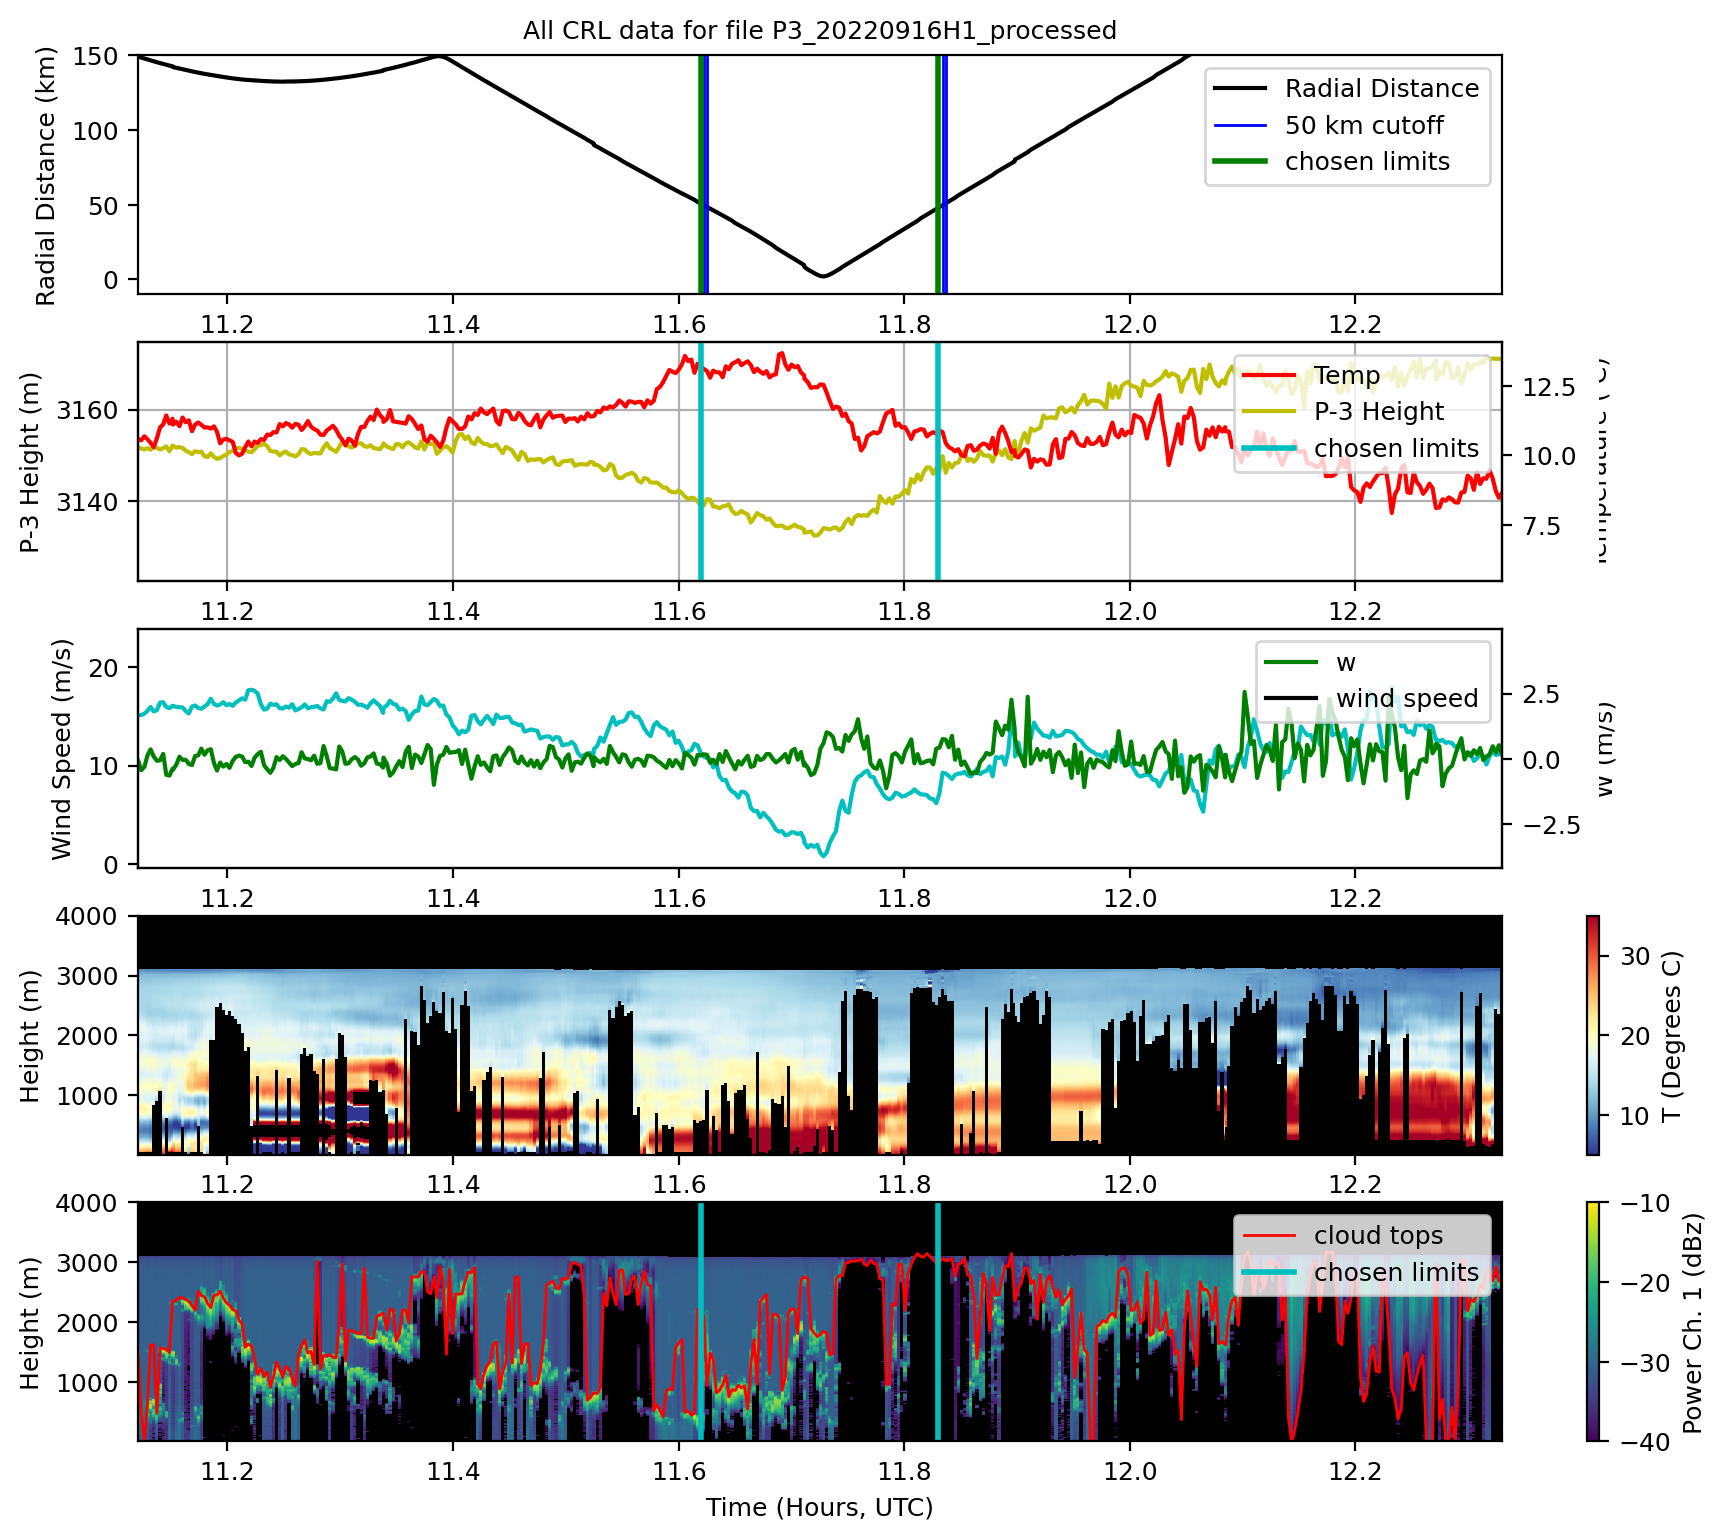 All CRL data for file P3_20220916H1_processed
150
100
50
0
Radial Distance (km)
Radial Distance
50 km cutoff
chosen limits
11.2 11.4 11.6 11.8 12.0 12.2
3160
3140
P-3 Height (m)
Temp
P-3 Height
chosen limits
12.5
10.0
7.5
11.2 11.4 11.6 11.8 12.0 12.2
20
10
0
Wind Speed (m/s)
w
wind speed
2.5
0.0
−2.5
w (m/s)
11.2 11.4 11.6 11.8 12.0 12.2
4000
3000
2000
1000
Height (m)
30
20
10
T (Degrees C)
11.2 11.4 11.6 11.8 12.0 12.2
4000
3000
2000
1000
Height (m)
cloud tops
chosen limits
−10
−20
−30
−40
Power Ch. 1 (dBz)
11.2 11.4 11.6 11.8 12.0 12.2
Time (Hours, UTC)